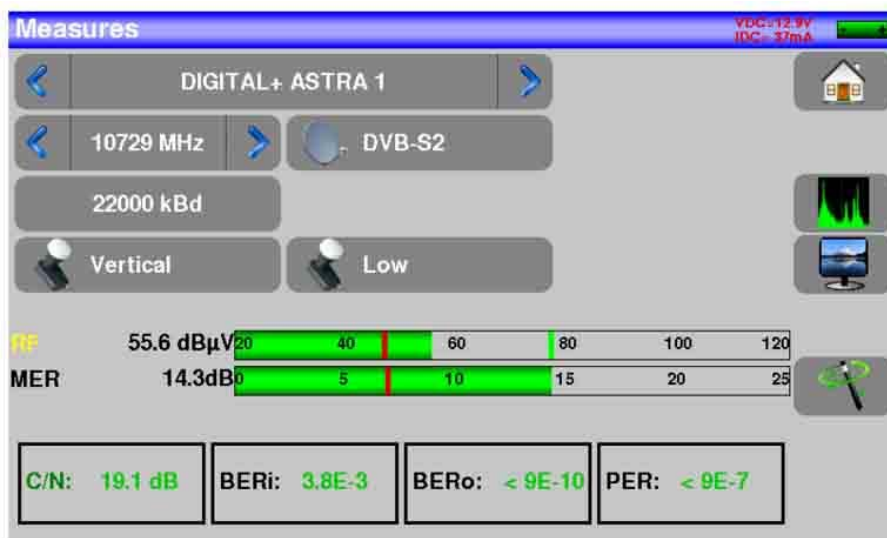 Measures
VDC=12.9V
IDC= 37mA
- +
DIGITAL+ ASTRA 1
10729 MHz
DVB-S2
22000 kBd
Vertical
Low
RF 55.6 dBµV 20 40 60 80 100 120
MER 14.3dB 0 5 10 15 20 25
C/N: 19.1 dB
BERi: 3.8E-3
BERo: < 9E-10
PER: < 9E-7